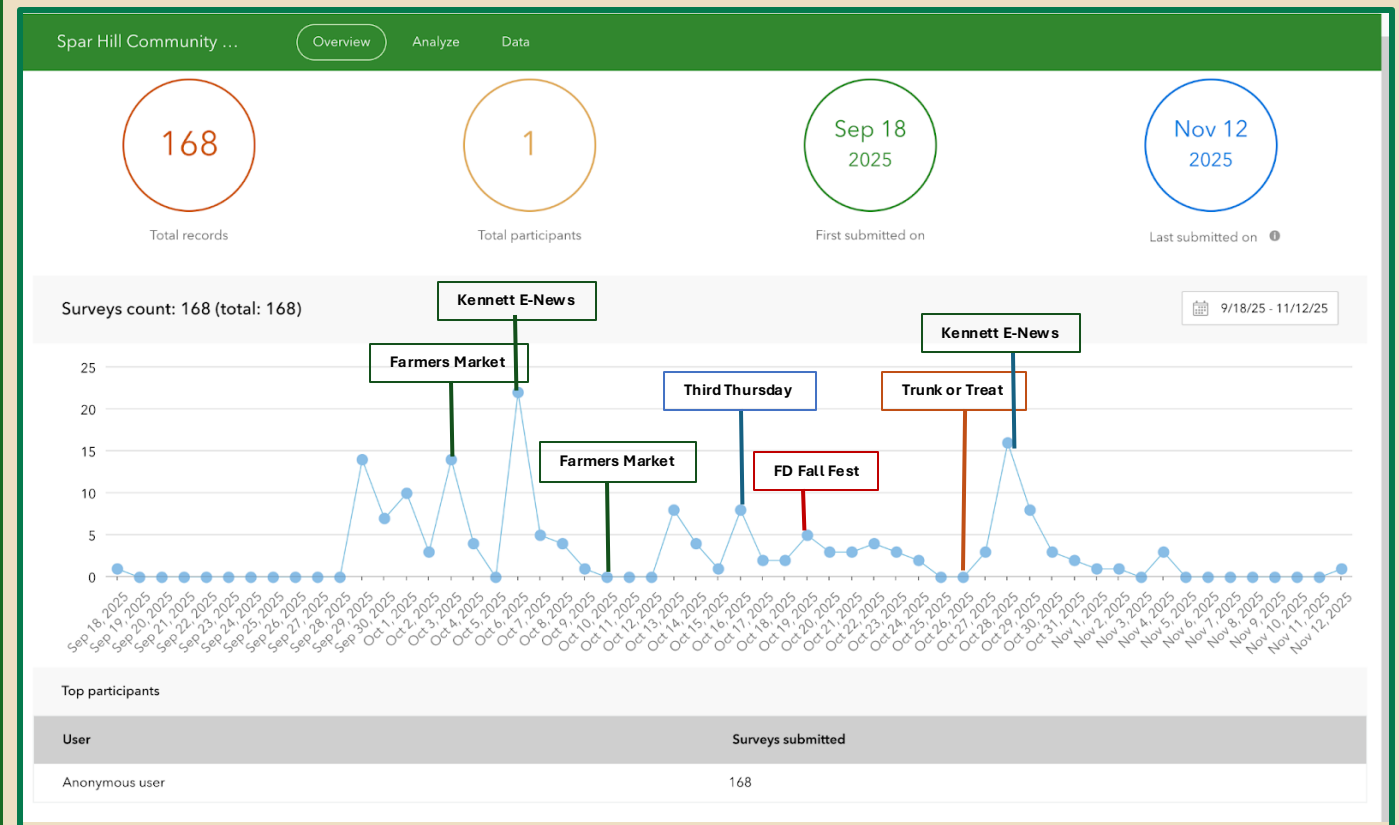 Spar Hill Community ...
Overview
Analyze
Data
168
1
Sep 18
2025
Nov 12
2025
Total records
Total participants
First submitted on
Last submitted on
Surveys count: 168 (total: 168)
9/18/25 - 11/12/25
Kennett E-News
Farmers Market
Farmers Market
Third Thursday
FD Fall Fest
Trunk or Treat
Kennett E-News
25
20
15
10
5
0
Sep 18, 2025
Sep 19, 2025
Sep 20, 2025
Sep 21, 2025
Sep 22, 2025
Sep 23, 2025
Sep 24, 2025
Sep 25, 2025
Sep 26, 2025
Sep 27, 2025
Sep 28, 2025
Sep 29, 2025
Sep 30, 2025
Oct 1, 2025
Oct 2, 2025
Oct 3, 2025
Oct 4, 2025
Oct 5, 2025
Oct 6, 2025
Oct 7, 2025
Oct 8, 2025
Oct 9, 2025
Oct 10, 2025
Oct 11, 2025
Oct 12, 2025
Oct 13, 2025
Oct 14, 2025
Oct 15, 2025
Oct 16, 2025
Oct 17, 2025
Oct 18, 2025
Oct 19, 2025
Oct 20, 2025
Oct 21, 2025
Oct 22, 2025
Oct 23, 2025
Oct 24, 2025
Oct 25, 2025
Oct 26, 2025
Oct 27, 2025
Oct 28, 2025
Oct 29, 2025
Oct 30, 2025
Oct 31, 2025
Nov 1, 2025
Nov 2, 2025
Nov 3, 2025
Nov 4, 2025
Nov 5, 2025
Nov 6, 2025
Nov 7, 2025
Nov 8, 2025
Nov 9, 2025
Nov 10, 2025
Nov 11, 2025
Nov 12, 2025
Top participants
User
Surveys submitted
Anonymous user
168